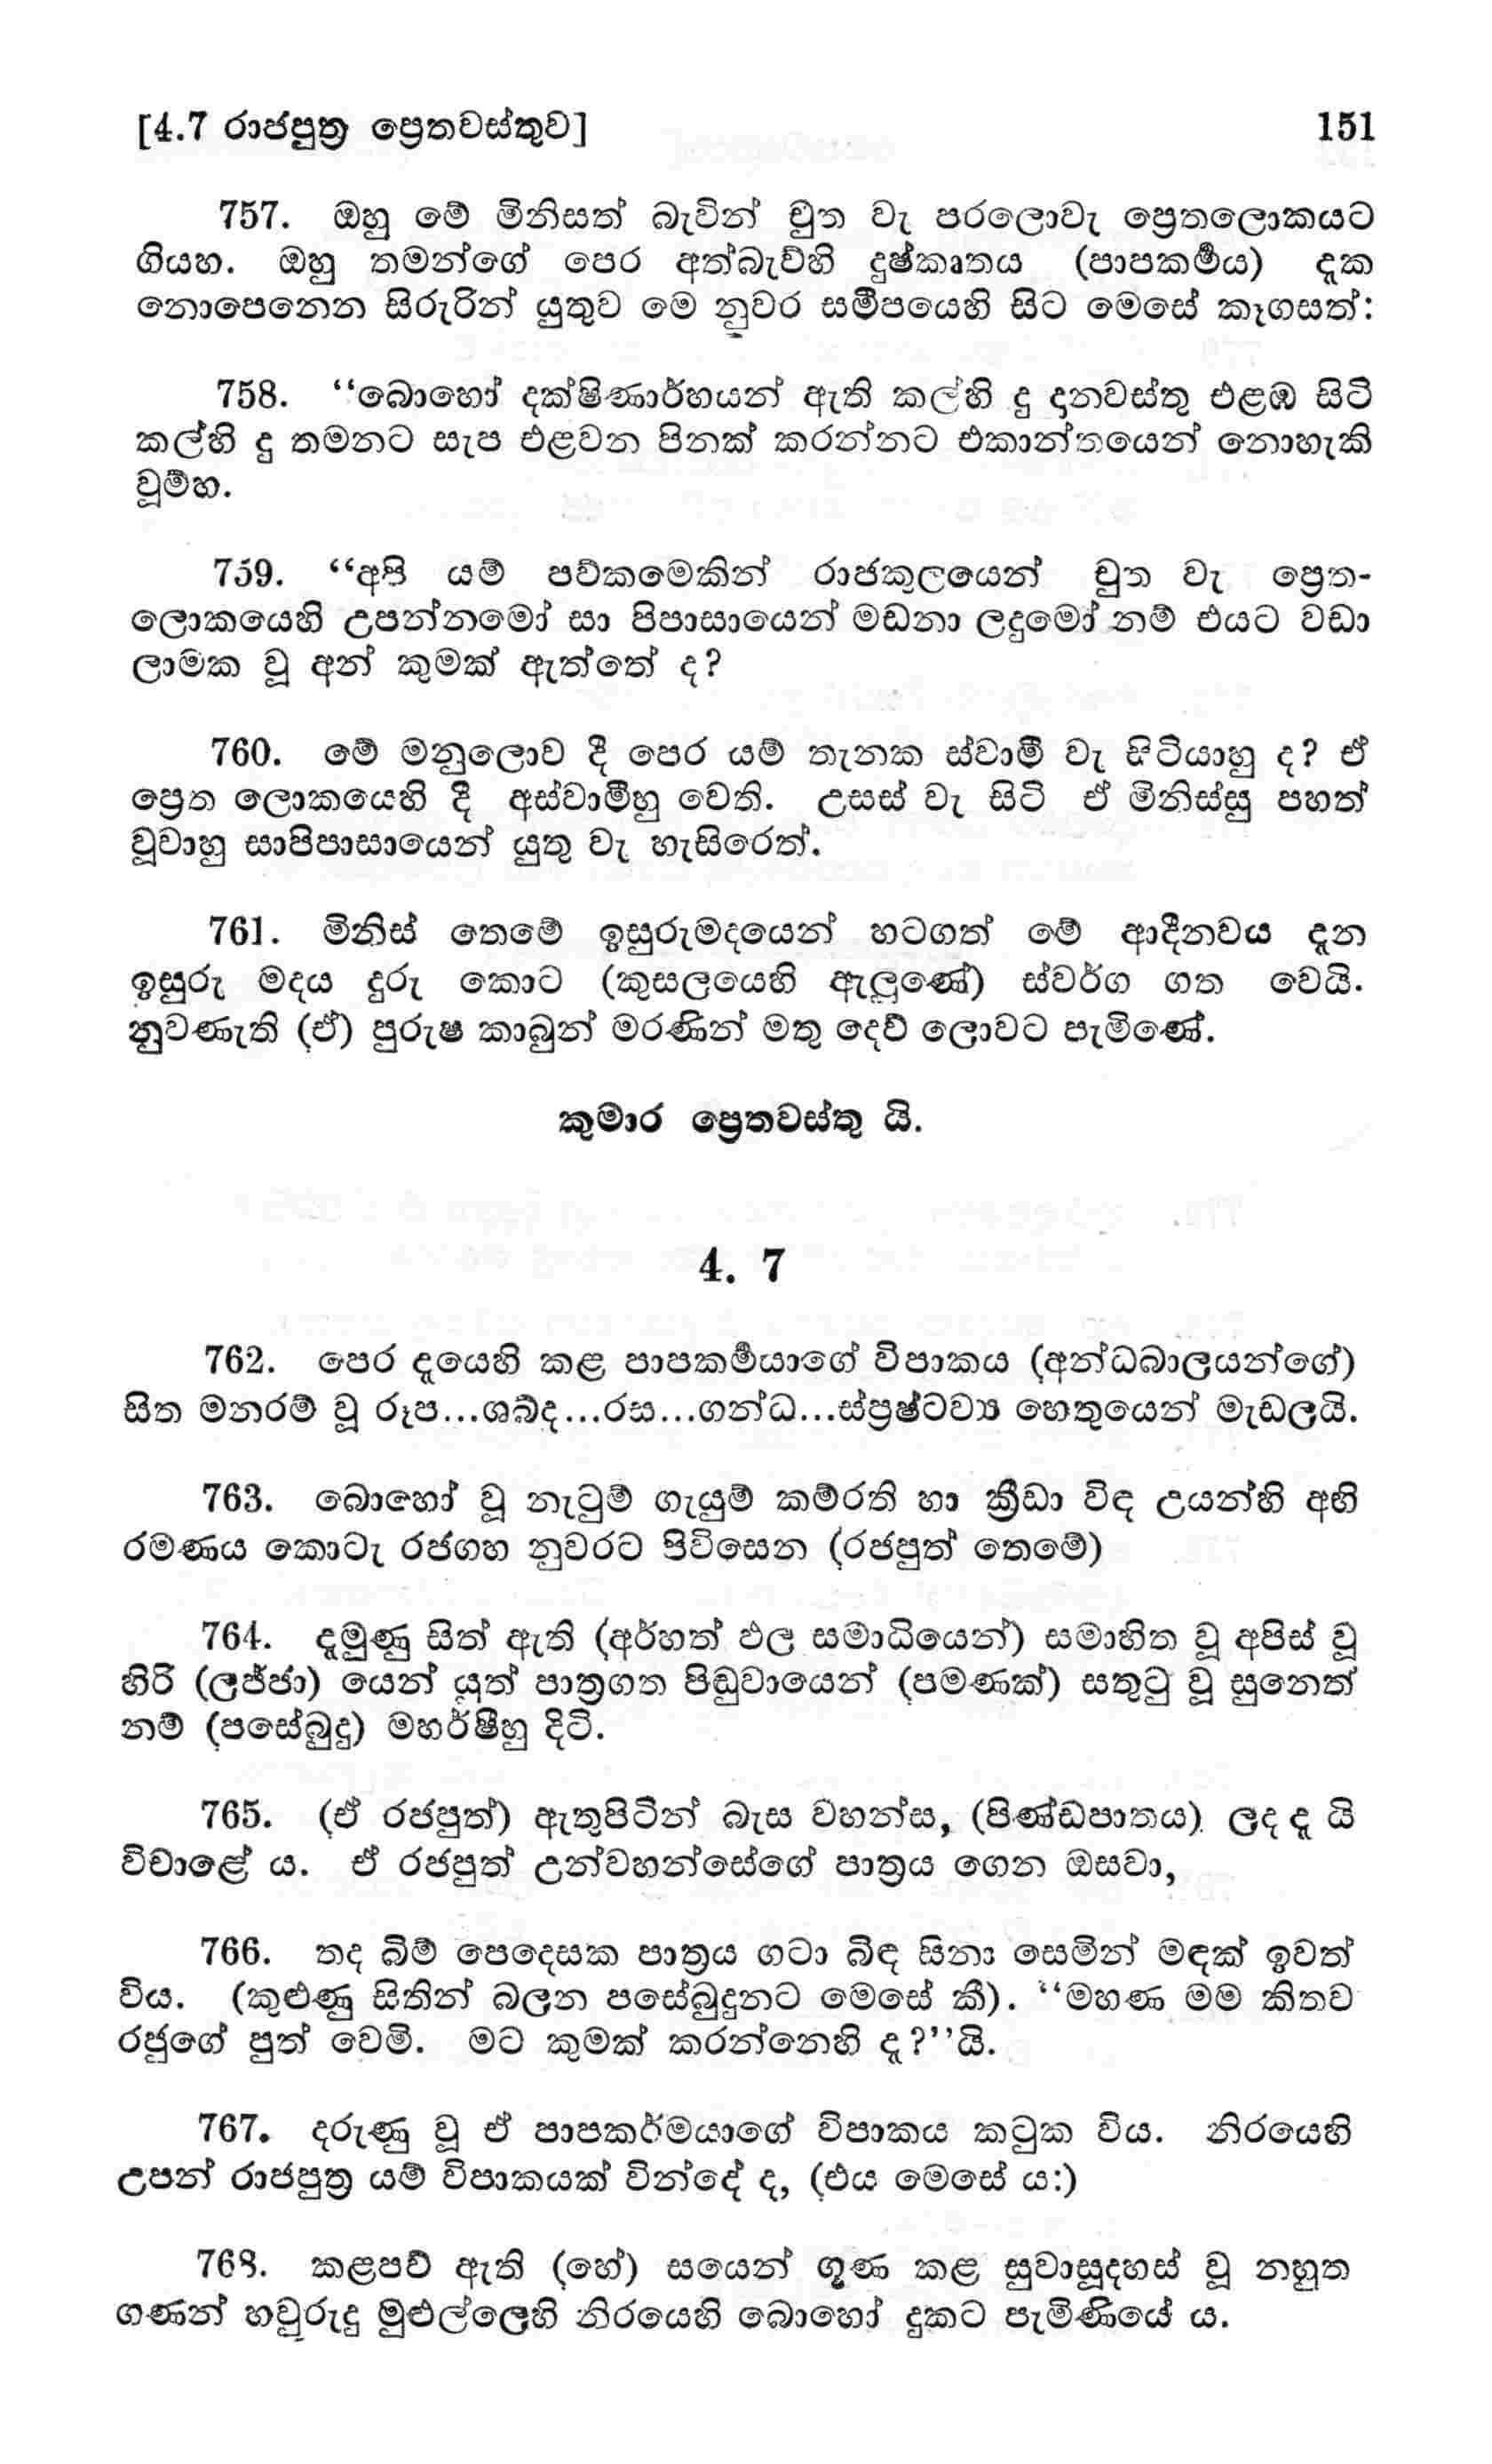 [4.7 රාජපුත්‍ර ප්‍රෙතවස්තුව] 151
757. ඔහු මේ මිනිසත් බැවින් චුත වැ පරලොවැ ප්‍රෙතලොකයට
ගියහ. ඔහු තමන්ගේ පෙර අත්බැව්හි දුෂ්කෘතය (පාපකර්මය) දැක
නොපෙනෙන සිරුරින් යුතුව මෙ නුවර සමීපයෙහි සිට මෙසේ කෑගසත්:
758. “බොහෝ දක්ෂිණාර්හයන් ඇති කල්හි දු දානවස්තු එළඹ සිටි
කල්හි දු තමනට සැප එළවන පිනක් කරන්නට එකාන්තයෙන් නොහැකි
වූම්හ.
759. “අපි යම් පව්කමෙකින් රාජකුලයෙන් චුත වැ ප්‍රෙත-
ලොකයෙහි උපන්නමෝ සා පිපාසායෙන් මඩනා ලදුමෝ නම් එයට වඩා
ලාමක වූ අන් කුමක් ඇත්තේ ද?
760. මේ මනුලොව දී පෙර යම් තැනක ස්වාමී වැ සිටියාහු ද? ඒ
ප්‍රෙත ලොකයෙහි දී අස්වාමීහු වෙති. උසස් වැ සිටි ඒ මිනිස්සු පහත්
වූවාහු සාපිපාසායෙන් යුතු වැ හැසිරෙත්.
761. මිනිස් තෙමේ ඉසුරුමදයෙන් හටගත් මේ ආදීනවය දැන
ඉසුරු මදය දුරු කොට (කුසලයෙහි ඇලුණේ) ස්වර්ග ගත වෙයි.
නුවණැති (ඒ) පුරුෂ කාබුන් මරණින් මතු දෙව් ලොවට පැමිණේ.
කුමාර ප්‍රෙතවස්තු යි.
4. 7
762. පෙර දැයෙහි කළ පාපකර්මයාගේ විපාකය (අන්ධබාලයන්ගේ)
සිත මනරම් වූ රූප...ශබ්ද...රස...ගන්ධ...ස්ප්‍රෂ්ටව්‍ය හෙතුයෙන් මැඩලයි.
763. බොහෝ වූ නැටුම් ගැයුම් කම්රති හා ක්‍රීඩා විඳ උයන්හි අභි
රමණය කොටැ රජගහ නුවරට පිවිසෙන (රජපුත් තෙමේ)
764. දැමුණු සිත් ඇති (අර්හත් ඵල සමාධියෙන්) සමාහිත වූ අපිස් වූ
හිරි (ලජ්ජා) යෙන් යුත් පාත්‍රගත පිඬුවායෙන් (පමණක්) සතුටු වූ සුනෙත්
නම් (පසේබුදු) මහර්ෂීහු දිටි.
765. (ඒ රජපුත්) ඇතුපිටින් බැස වහන්ස, (පිණ්ඩපාතය) ලද ද යි
විචාළේ ය. ඒ රජපුත් උන්වහන්සේගේ පාත්‍රය ගෙන ඔසවා,
766. තද බිම් පෙදෙසක පාත්‍රය ගටා බිඳ සිනා සෙමින් මඳක් ඉවත්
විය. (කුළුණු සිතින් බලන පසේබුදුනට මෙසේ කී). “මහණ මම කිතව
රජුගේ පුත් වෙමි. මට කුමක් කරන්නෙහි ද?’’යි.
767. දරුණු වූ ඒ පාපකර්මයාගේ විපාකය කටුක විය. නිරයෙහි
උපන් රාජපුත්‍ර යම් විපාකයක් වින්දේ ද, (එය මෙසේ ය:)
768. කළපව් ඇති (හේ) සයෙන් ගුණ කළ සුවාසූදහස් වූ නහුත
ගණන් හවුරුදු මුළුල්ලෙහි නිරයෙහි බොහෝ දුකට පැමිණියේ ය.